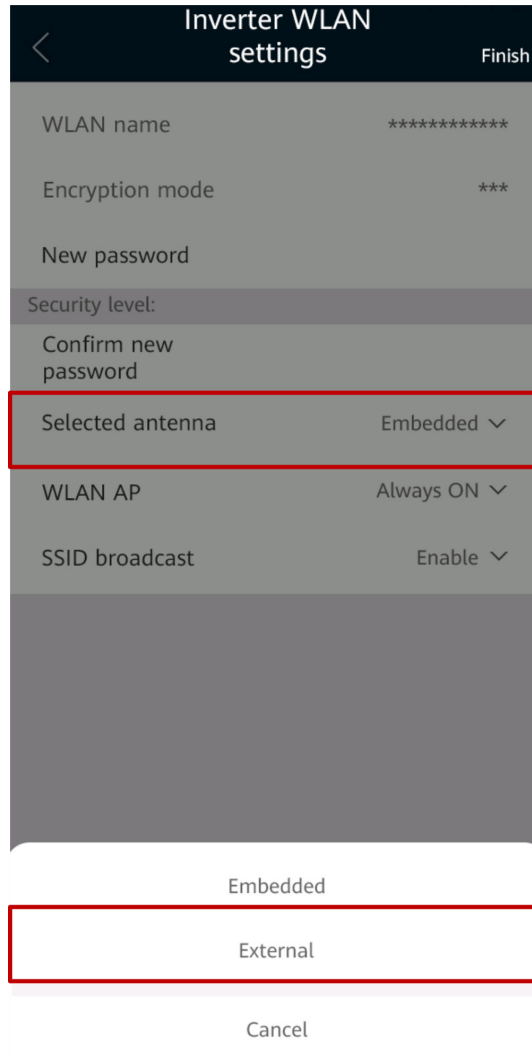 Inverter WLAN
settings
Finish
WLAN name ************
Encryption mode ***
New password
Security level:
Confirm new
password
Selected antenna Embedded
WLAN AP Always ON
SSID broadcast Enable
Embedded
External
Cancel